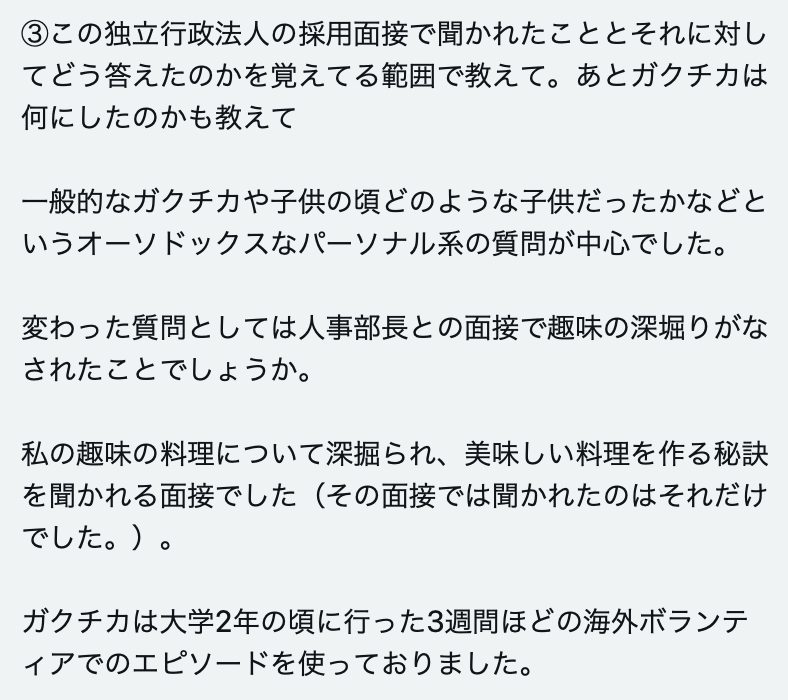 ③この独立行政法人の採用面接で聞かれたこととそれに対し
てどう答えたのかを覚えてる範囲で教えて。あとガクチカは
何にしたのかも教えて
一般的なガクチカや子供の頃どのような子供だったかなどと
いうオーソドックスなパーソナル系の質問が中心でした。
変わった質問としては人事部長との面接で趣味の深堀りがな
されたことでしょうか。
私の趣味の料理について深掘られ、美味しい料理を作る秘訣
を聞かれる面接でした（その面接では聞かれたのはそれだけ
でした。）。
ガクチカは大学2年の頃に行った3週間ほどの海外ボランテ
ィアでのエピソードを使っておりました。